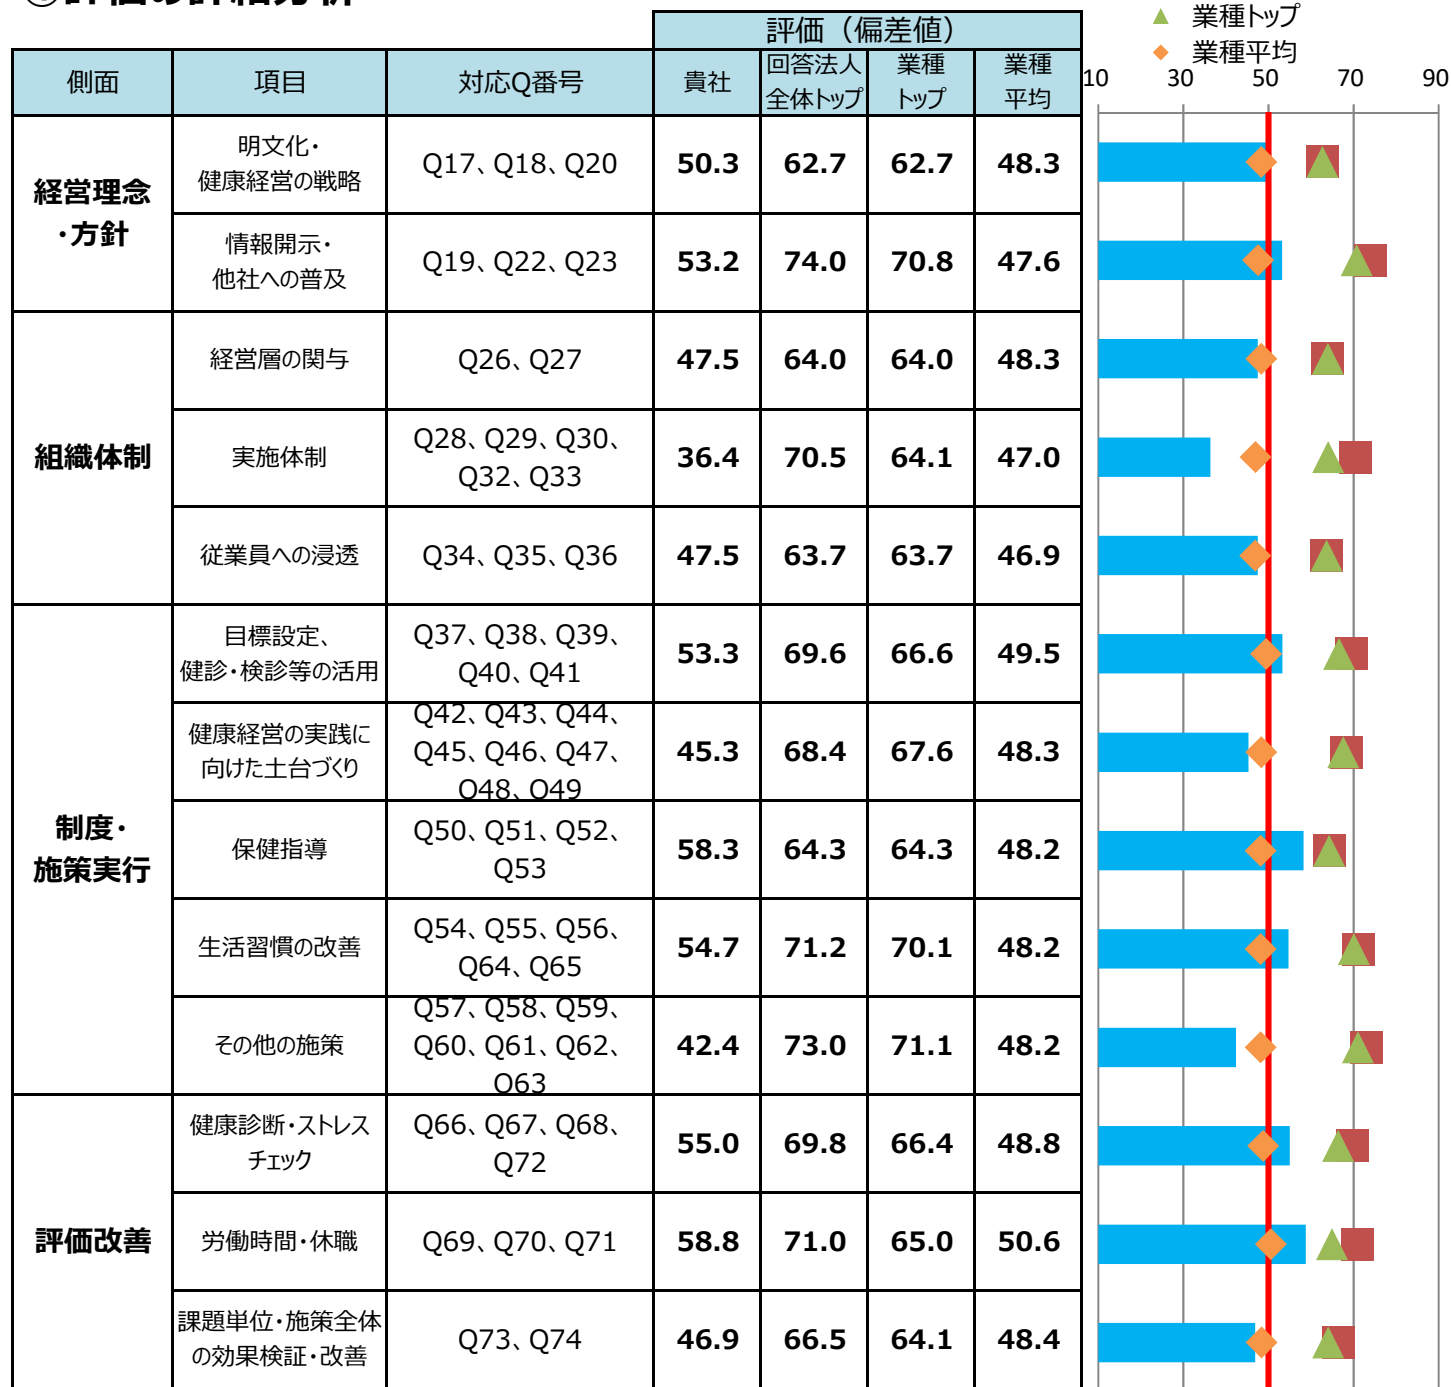 評価の詳細分析
評価（偏差値）
側面 項目 対応Q番号 貴社 回答法人全体トップ 業種トップ 業種平均
▲ 業種トップ
◆ 業種平均
10 30 50 70 90
経営理念・方針
明文化・健康経営の戦略 Q17、Q18、Q20 50.3 62.7 62.7 48.3
情報開示・他社への普及 Q19、Q22、Q23 53.2 74.0 70.8 47.6
組織体制
経営層の関与 Q26、Q27 47.5 64.0 64.0 48.3
実施体制 Q28、Q29、Q30、Q32、Q33 36.4 70.5 64.1 47.0
従業員への浸透 Q34、Q35、Q36 47.5 63.7 63.7 46.9
制度・施策実行
目標設定、健診・検診等の活用 Q37、Q38、Q39、Q40、Q41 53.3 69.6 66.6 49.5
健康経営の実践に向けた土台づくり Q42、Q43、Q44、Q45、Q46、Q47、Q48、Q49 45.3 68.4 67.6 48.3
保健指導 Q50、Q51、Q52、Q53 58.3 64.3 64.3 48.2
生活習慣の改善 Q54、Q55、Q56、Q64、Q65 54.7 71.2 70.1 48.2
その他の施策 Q57、Q58、Q59、Q60、Q61、Q62、Q63 42.4 73.0 71.1 48.2
評価改善
健康診断・ストレスチェック Q66、Q67、Q68、Q72 55.0 69.8 66.4 48.8
労働時間・休職 Q69、Q70、Q71 58.8 71.0 65.0 50.6
課題単位・施策全体の効果検証・改善 Q73、Q74 46.9 66.5 64.1 48.4